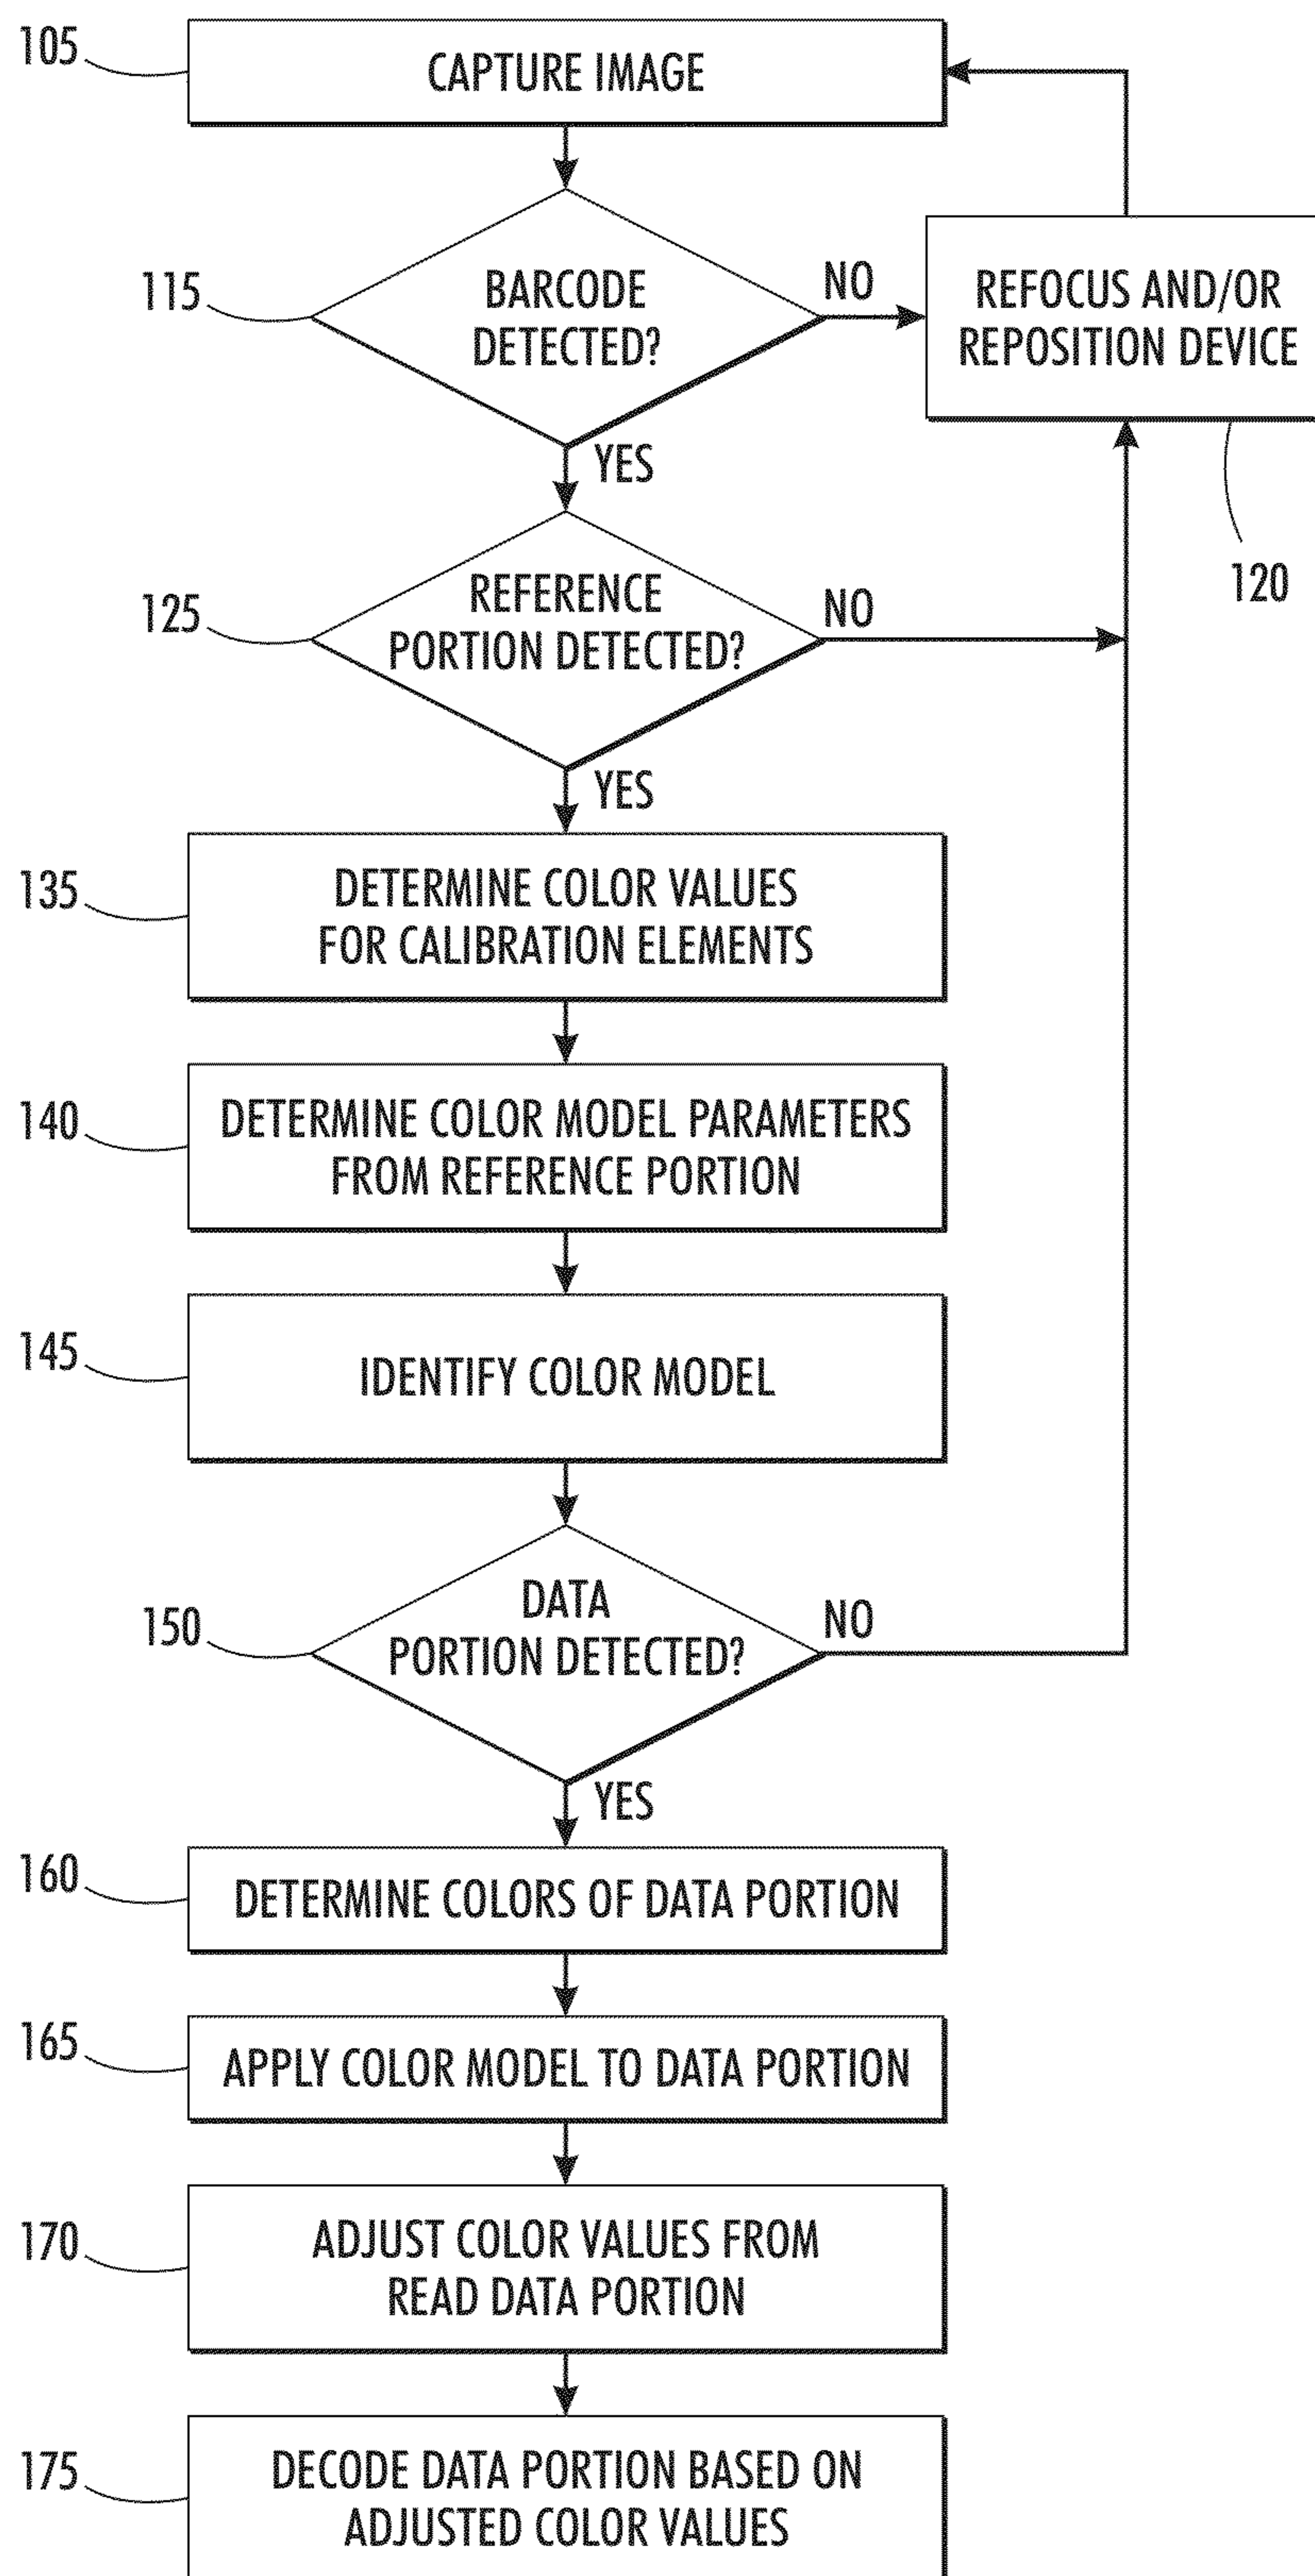 105
CAPTURE IMAGE
115
BARCODE
DETECTED?
NO
REFOCUS AND/OR
REPOSITION DEVICE
120
YES
125
REFERENCE
PORTION DETECTED?
NO
YES
135
DETERMINE COLOR VALUES
FOR CALIBRATION ELEMENTS
140
DETERMINE COLOR MODEL PARAMETERS
FROM REFERENCE PORTION
145
IDENTIFY COLOR MODEL
150
DATA
PORTION DETECTED?
NO
YES
160
DETERMINE COLORS OF DATA PORTION
165
APPLY COLOR MODEL TO DATA PORTION
170
ADJUST COLOR VALUES FROM
READ DATA PORTION
175
DECODE DATA PORTION BASED ON
ADJUSTED COLOR VALUES